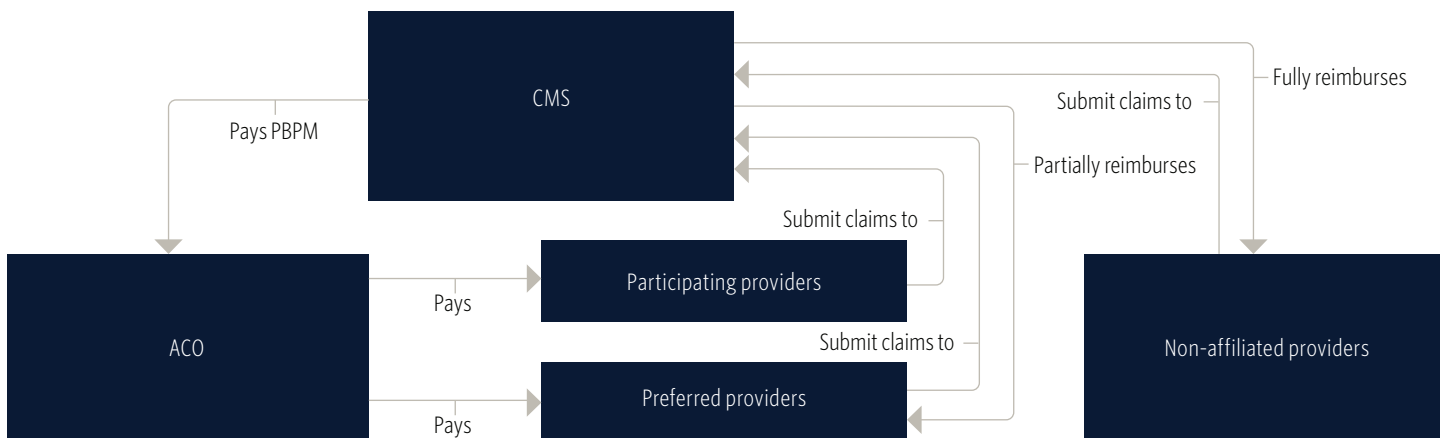 CMS
Fully reimburses
Submit claims to
Pays PBPM
Partially reimburses
Submit claims to
Participating providers
Pays
Submit claims to
ACO
Non-affiliated providers
Preferred providers
Pays